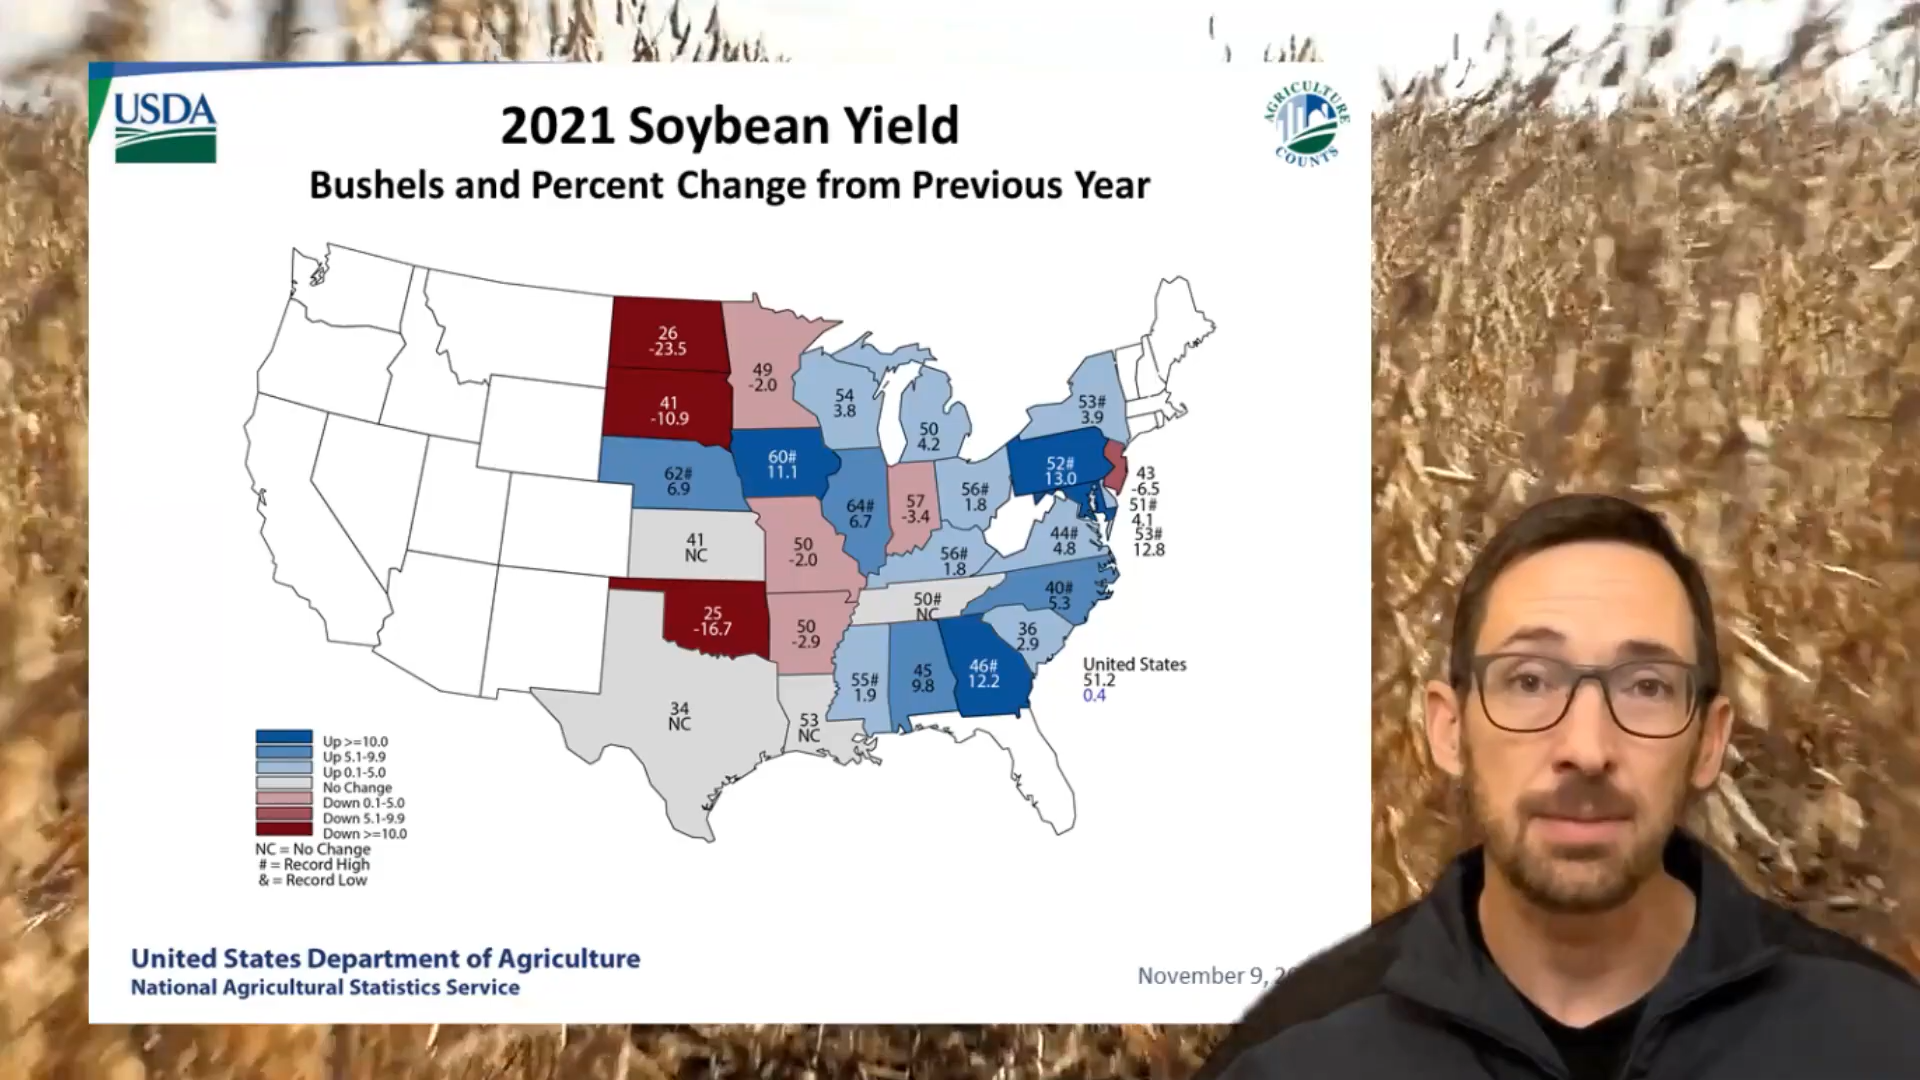 USDA
2021 Soybean Yield
Bushels and Percent Change from Previous Year
AGRICULTURE
COUNTS
26
-23.5
49
-2.0
41
-10.9
54
3.8
50
4.2
53#
3.9
62#
6.9
60#
11.1
64#
6.7
57
-3.4
56#
1.8
52#
13.0
43
-6.5
51#
4.1
53#
12.8
41
NC
50
-2.0
56#
1.8
44#
4.8
25
-16.7
50
-2.9
50#
NC
40#
5.3
36
2.9
34
NC
53
NC
55#
1.9
45
9.8
46#
12.2
United States
51.2
0.4
Up >=10.0
Up 5.1-9.9
Up 0.1-5.0
No Change
Down 0.1-5.0
Down 5.1-9.9
Down >=10.0
NC = No Change
# = Record High
& = Record Low
United States Department of Agriculture
National Agricultural Statistics Service
November 9,